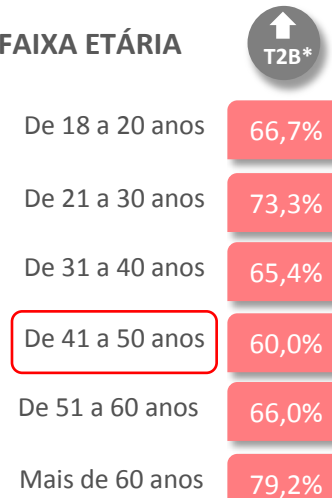 FAIXA ETÁRIA
T2B*
De 18 a 20 anos 66,7%
De 21 a 30 anos 73,3%
De 31 a 40 anos 65,4%
De 41 a 50 anos 60,0%
De 51 a 60 anos 66,0%
Mais de 60 anos 79,2%